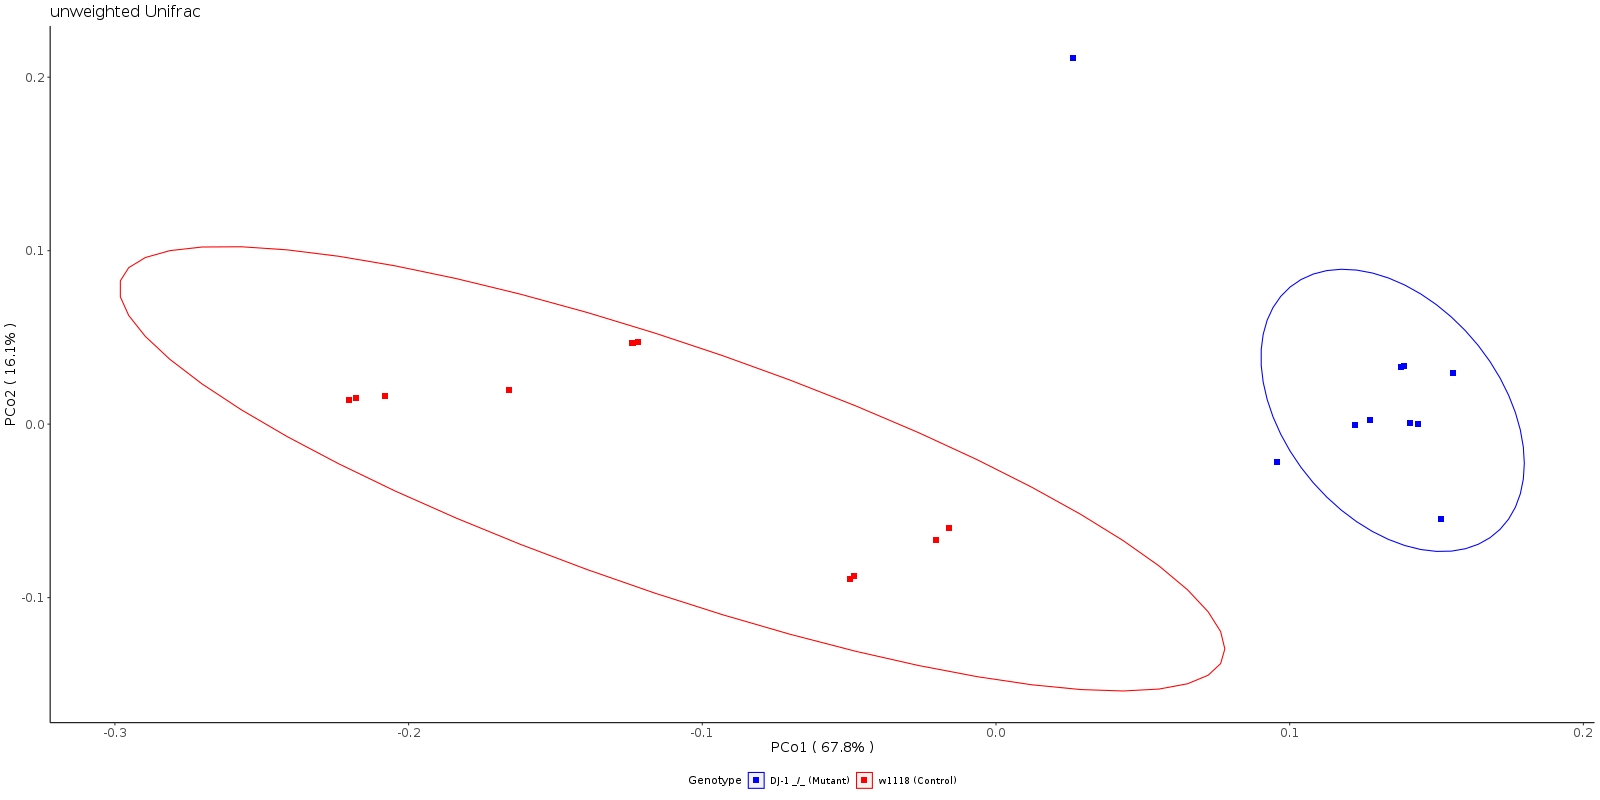 unweighted Unifrac
0.2
0.1
0.0
-0.1
PCo2 ( 16.1% )
-0.3 -0.2 -0.1 0.0 0.1 0.2
PCo1 ( 67.8% )
Genotype DJ-1 _/_ (Mutant) w1118 (Control)